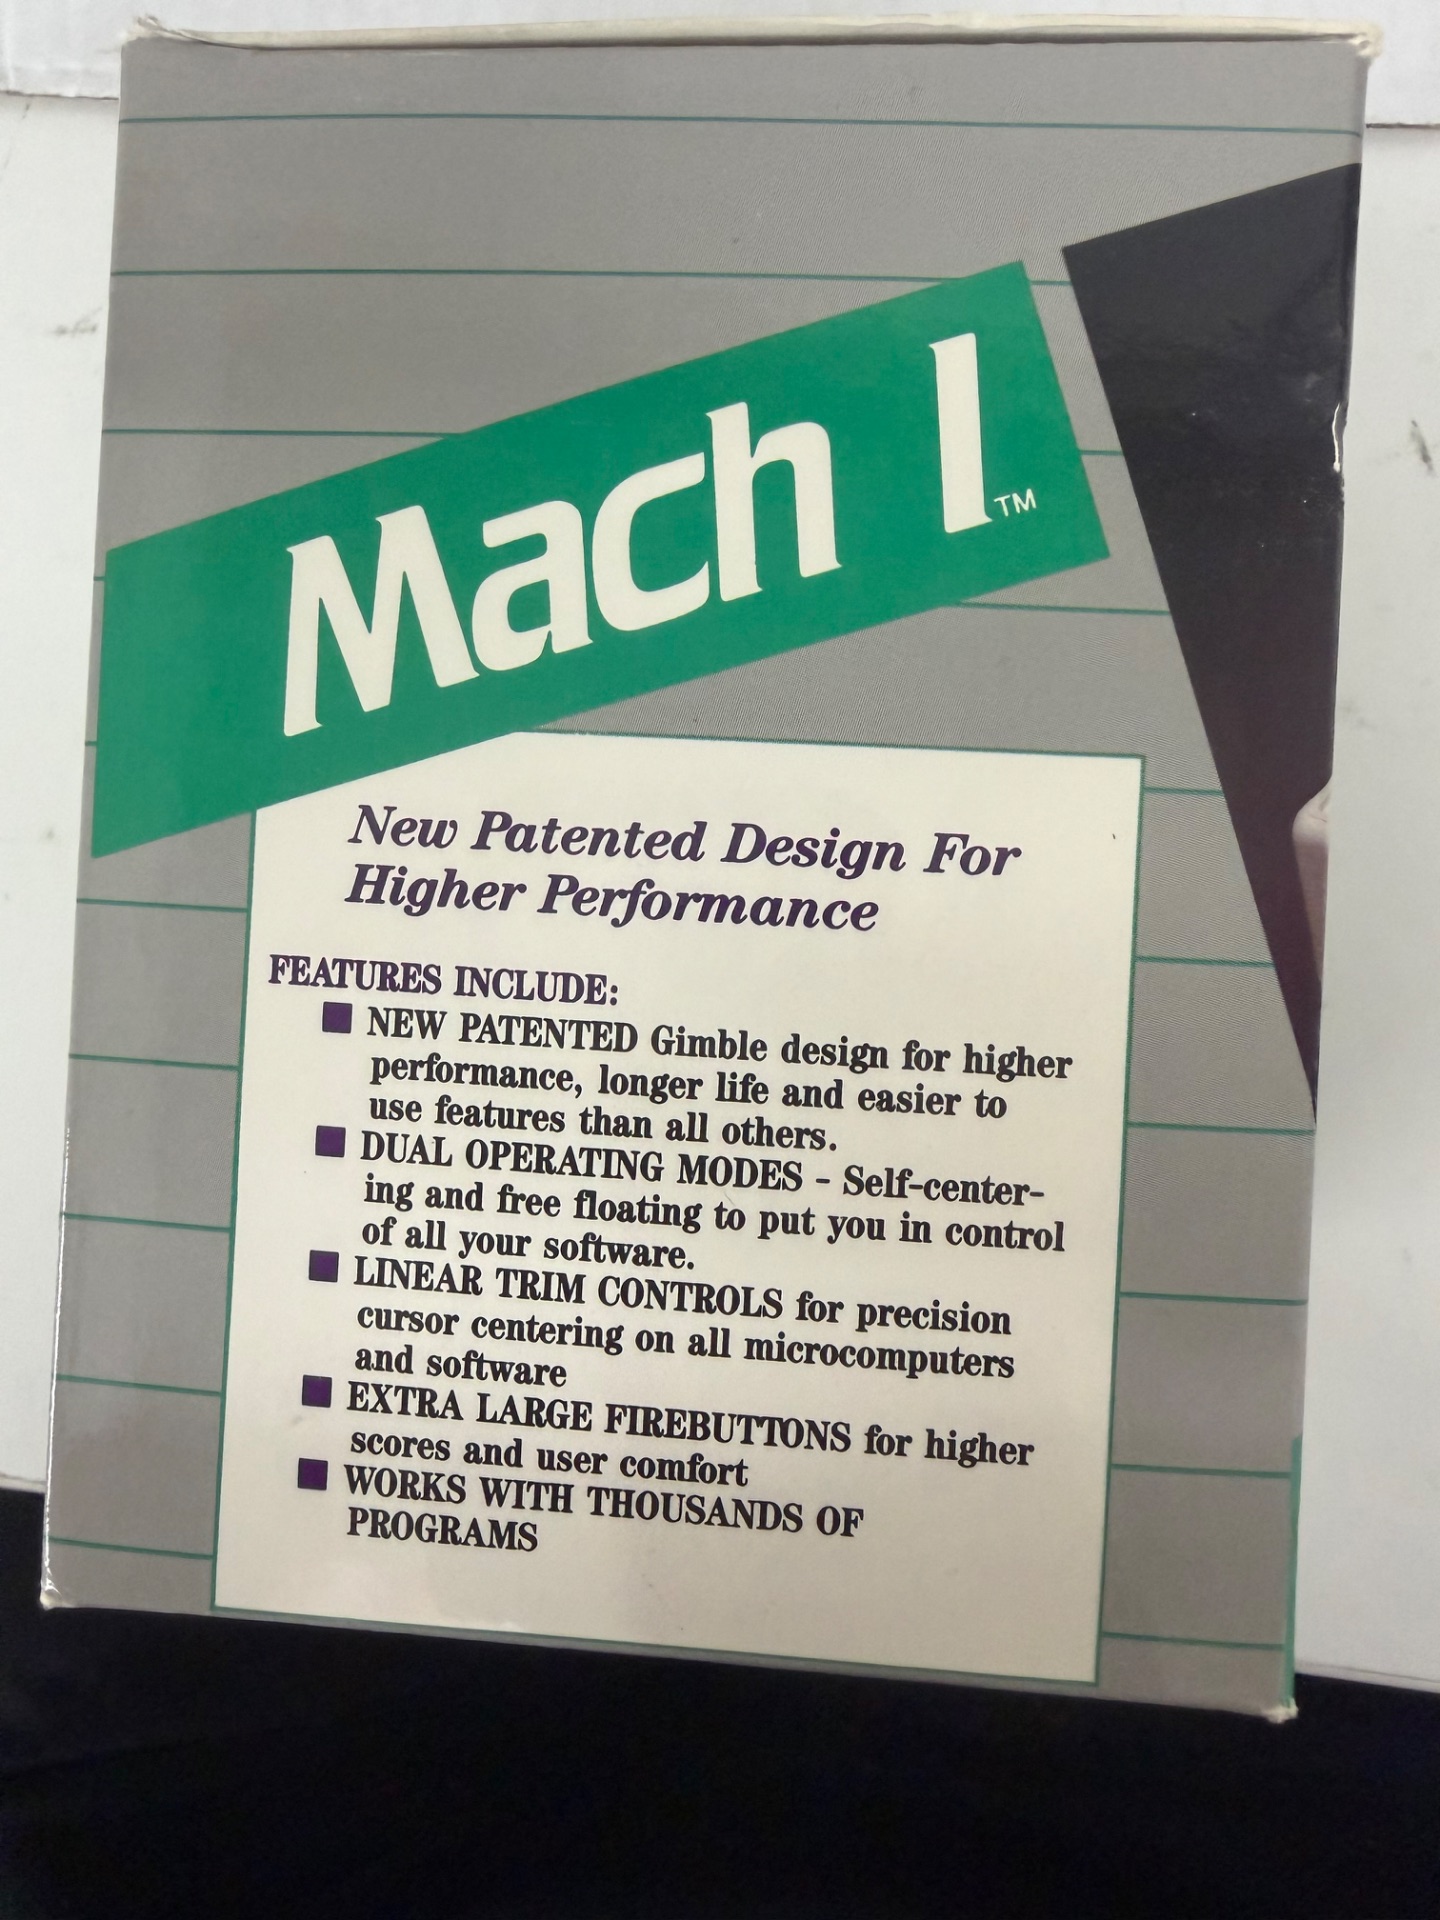 Mach I™
New Patented Design For
Higher Performance
FEATURES INCLUDE:
■ NEW PATENTED Gimble design for higher
performance, longer life and easier to
use features than all others.
■ DUAL OPERATING MODES - Self-center-
ing and free floating to put you in control
of all your software.
■ LINEAR TRIM CONTROLS for precision
cursor centering on all microcomputers
and software
■ EXTRA LARGE FIREBUTTONS for higher
scores and user comfort
■ WORKS WITH THOUSANDS OF
PROGRAMS